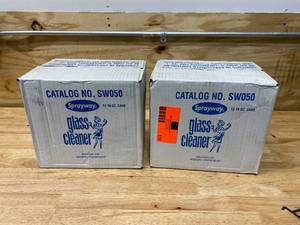 CATALOG NO. SW050
Sprayway
12-19 OZ. CANS
glass
cleaner
CATALOG NO. SW050
Sprayway
12-19 OZ. CANS
glass
cleaner